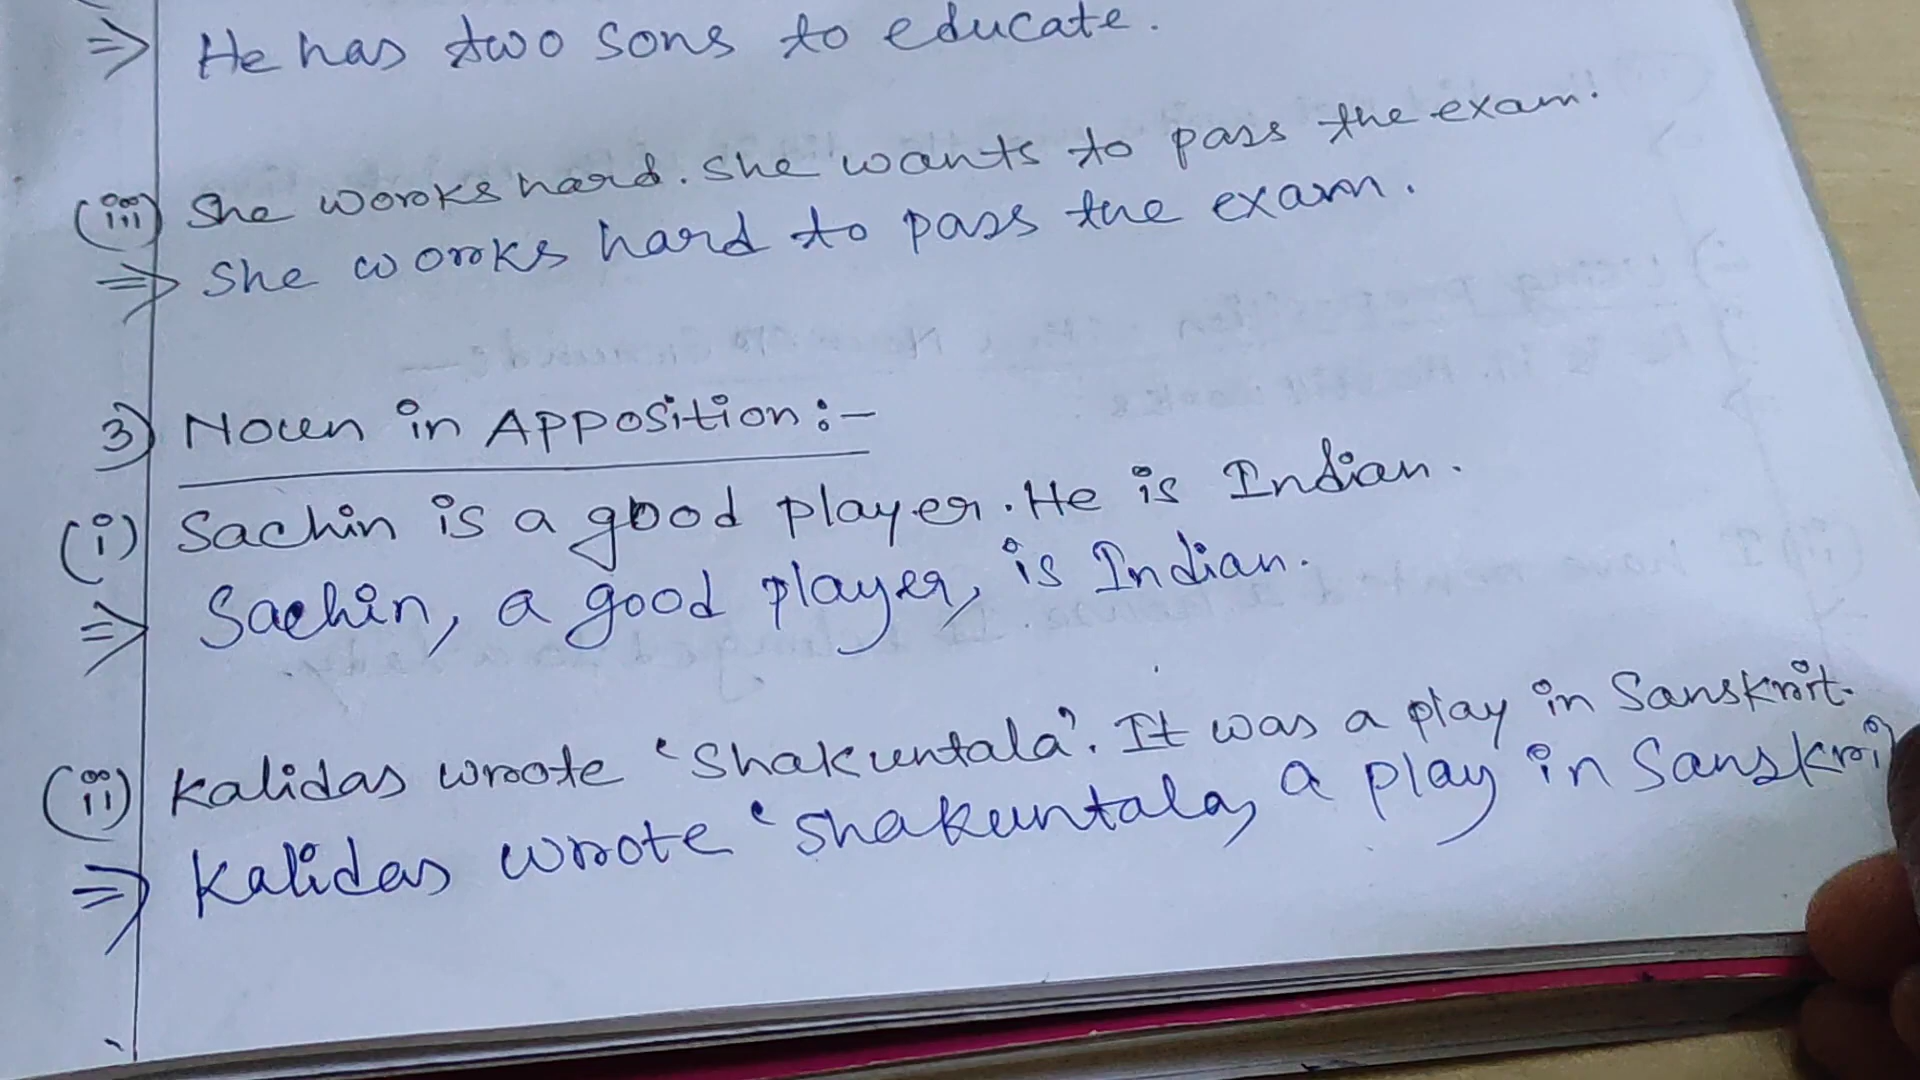 ⇒ He has two sons to educate.
(iii) She works hard. She wants to pass the exam.
⇒ She works hard to pass the exam.
3) Noun in Apposition :-
(i) Sachin is a good player. He is Indian.
⇒ Sachin, a good player, is Indian.
(ii) Kalidas wrote 'Shakuntala'. It was a play in Sanskrit.
⇒ Kalidas wrote 'Shakuntala, a play in Sanskri